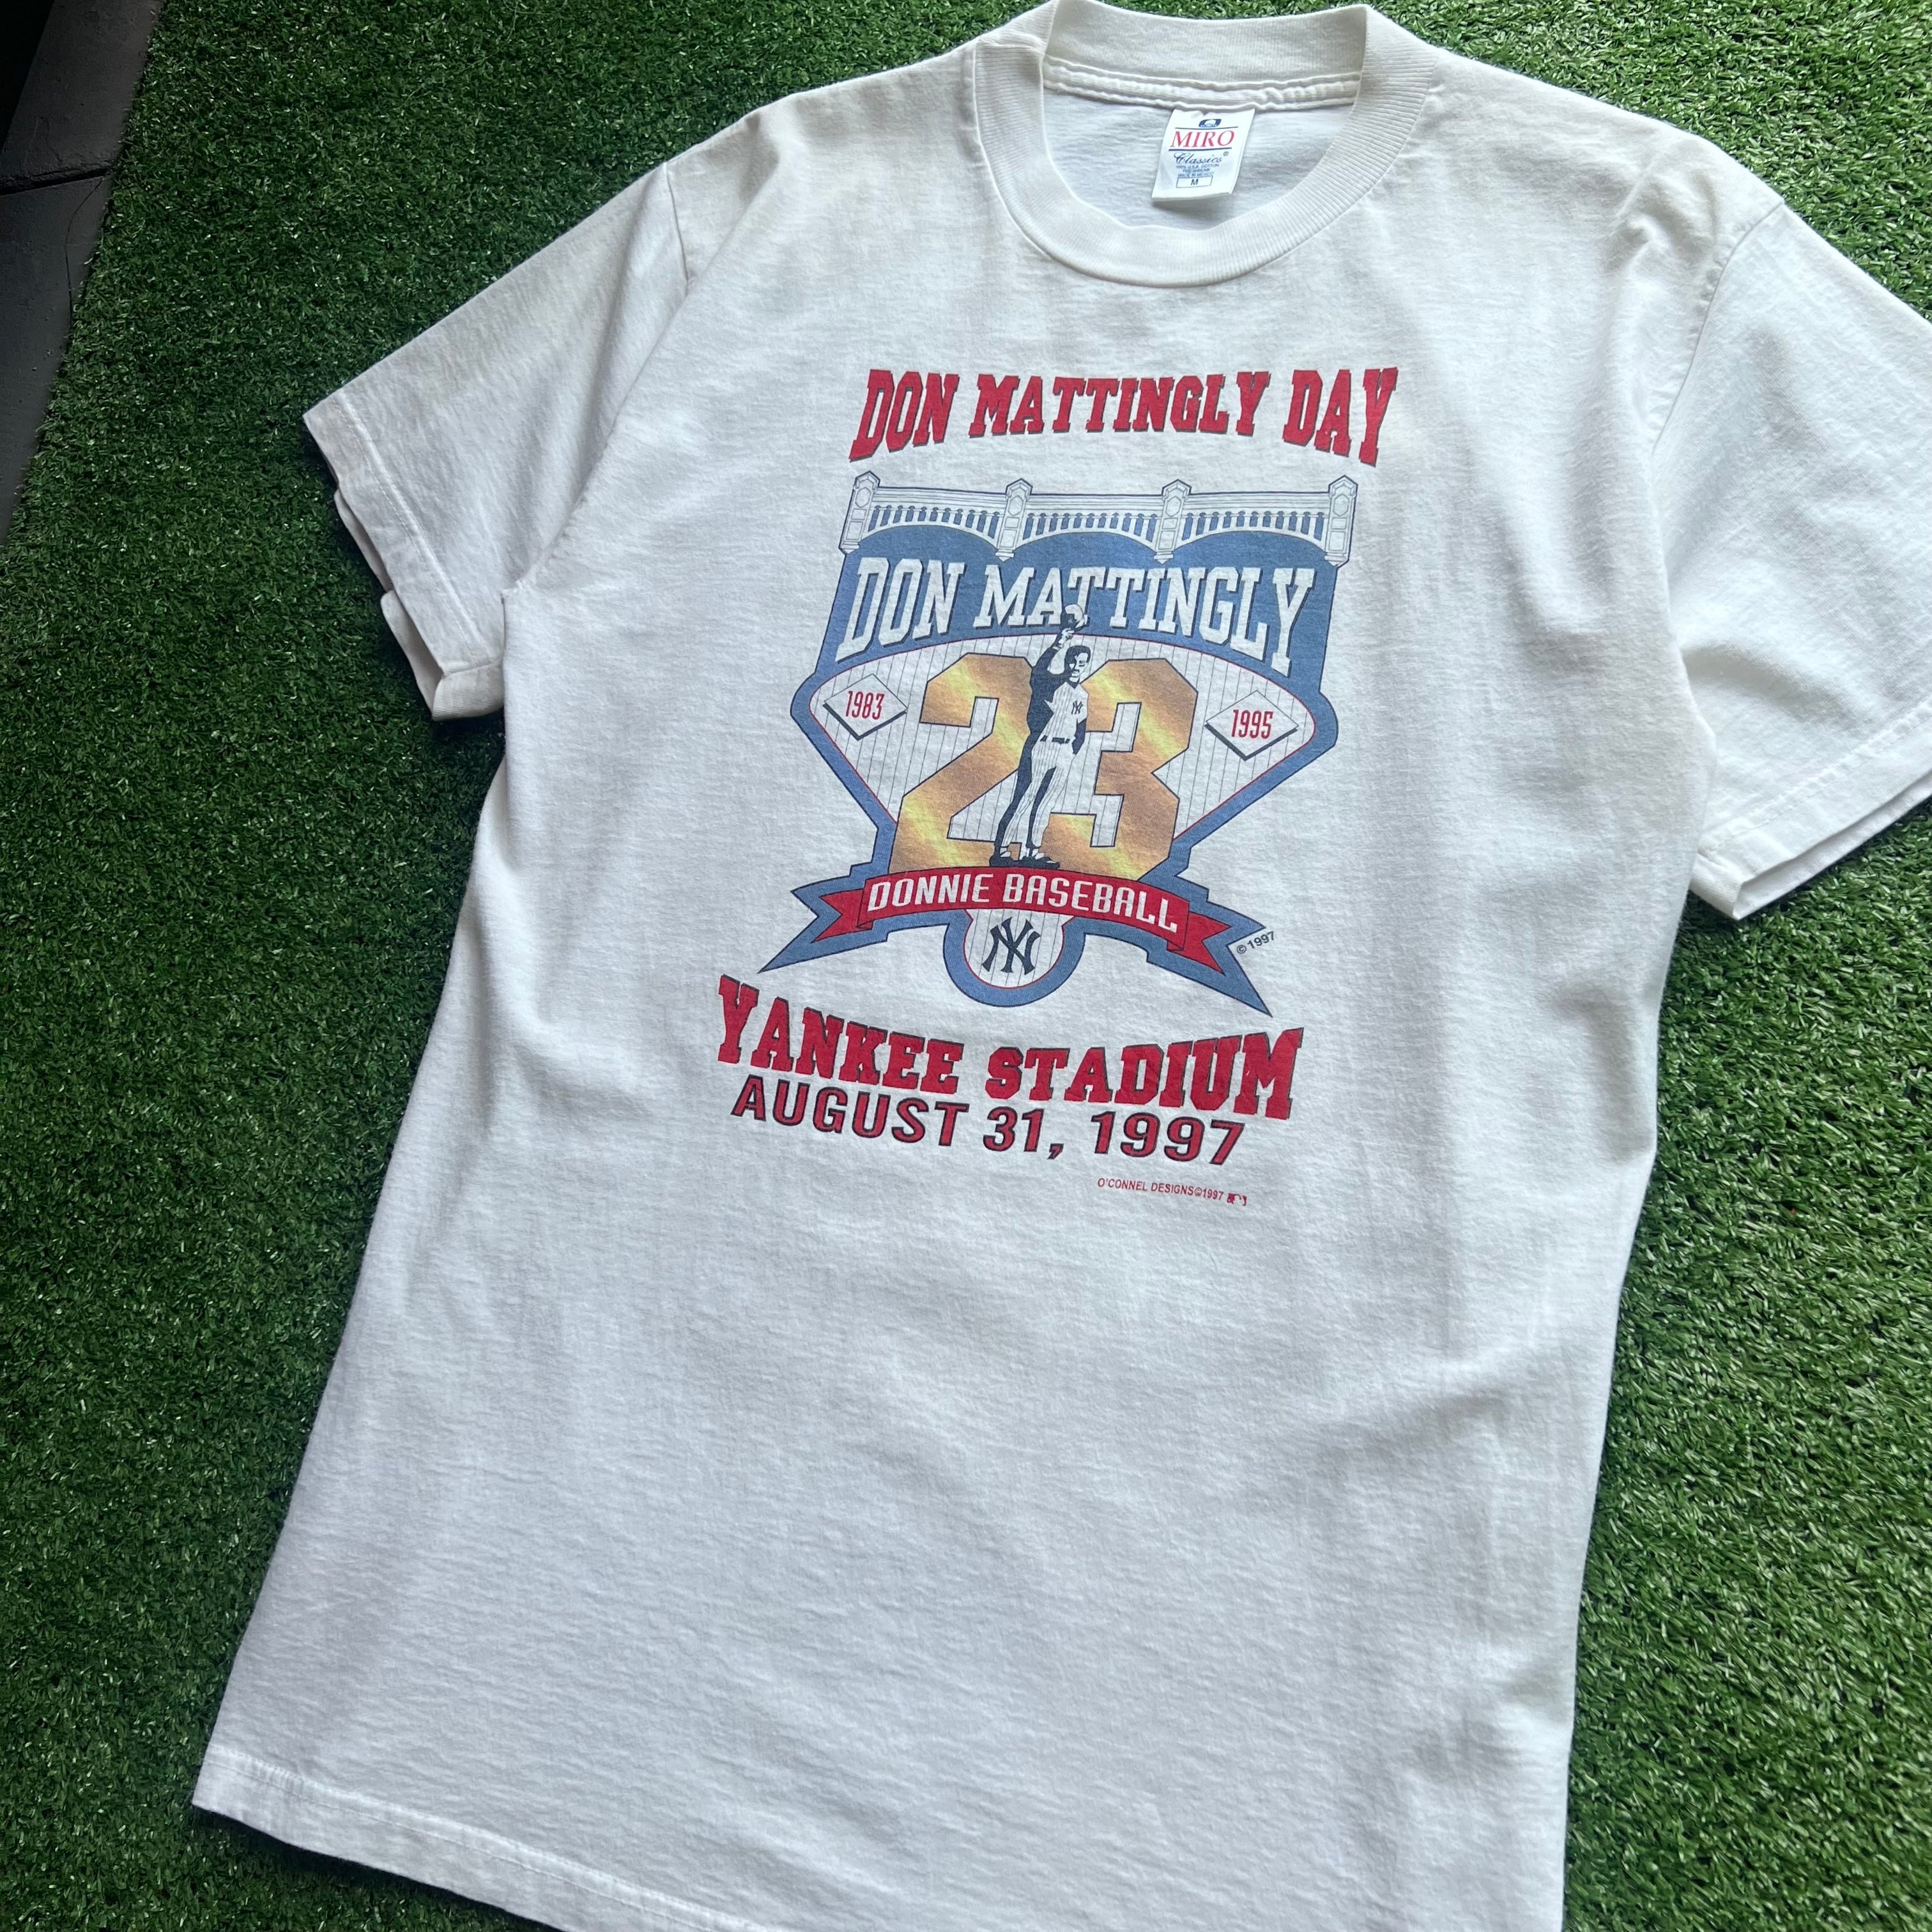 MIRO
Classics®
M
DON MATTINGLY DAY
DON MATTINGLY
23
1983
1995
DONNIE BASEBALL
NY
© 1997
YANKEE STADIUM
AUGUST 31, 1997
O'CONNEL DESIGNS©1997